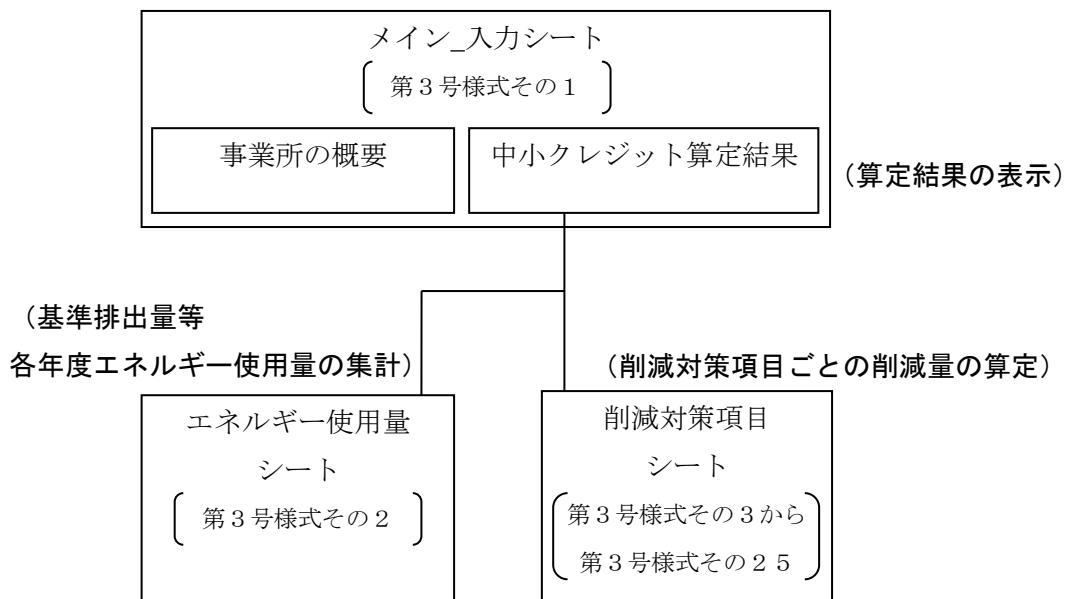 メイン_入力シート
第３号様式その１
事業所の概要
中小クレジット算定結果
（算定結果の表示）
（基準排出量等
各年度エネルギー使用量の集計）
（削減対策項目ごとの削減量の算定）
エネルギー使用量
シート
第３号様式その２
削減対策項目
シート
第３号様式その３から
第３号様式その２５